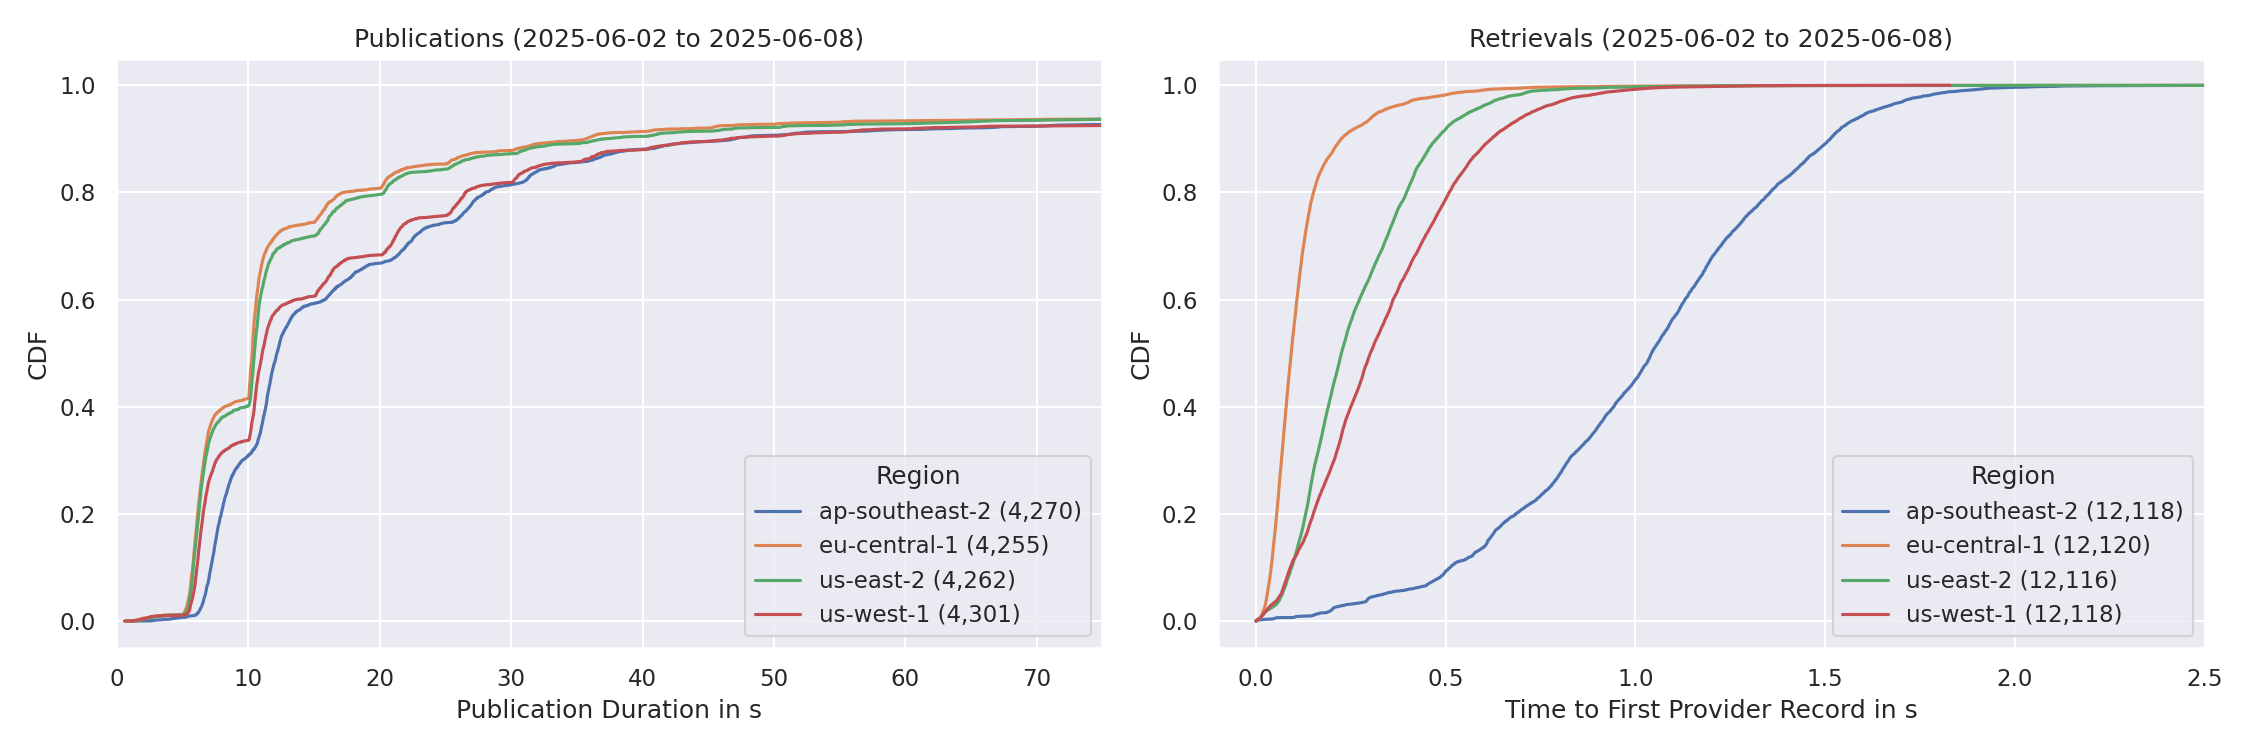 Publications (2025-06-02 to 2025-06-08)
1.0
0.8
0.6
0.4
0.2
0.0
CDF
0 10 20 30 40 50 60 70
Publication Duration in s
Region
ap-southeast-2 (4,270)
eu-central-1 (4,255)
us-east-2 (4,262)
us-west-1 (4,301)
Retrievals (2025-06-02 to 2025-06-08)
1.0
0.8
0.6
0.4
0.2
0.0
CDF
0.0 0.5 1.0 1.5 2.0 2.5
Time to First Provider Record in s
Region
ap-southeast-2 (12,118)
eu-central-1 (12,120)
us-east-2 (12,116)
us-west-1 (12,118)